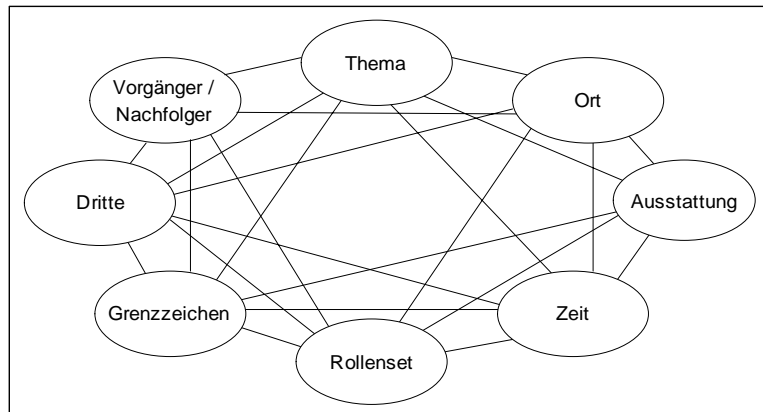 Thema
Vorgänger /
Nachfolger
Ort
Dritte
Ausstattung
Grenzzeichen
Zeit
Rollenset